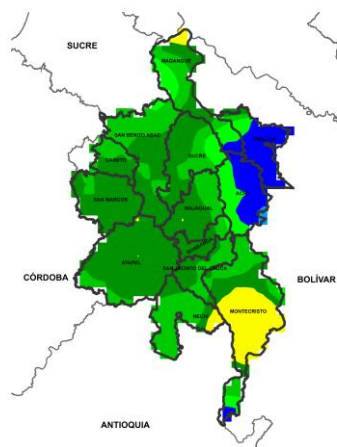 SUCRE
MAGANGUÉ
SAN BENITO ABAD
CAIMITO
SUCRE
SAN MARCOS
MAJAGUAL
GUARANDA
AYAPEL
SAN JACINTO DEL CAUCA
CÓRDOBA
BOLÍVAR
NECHÍ
MONTECRISTO
ANTIOQUIA